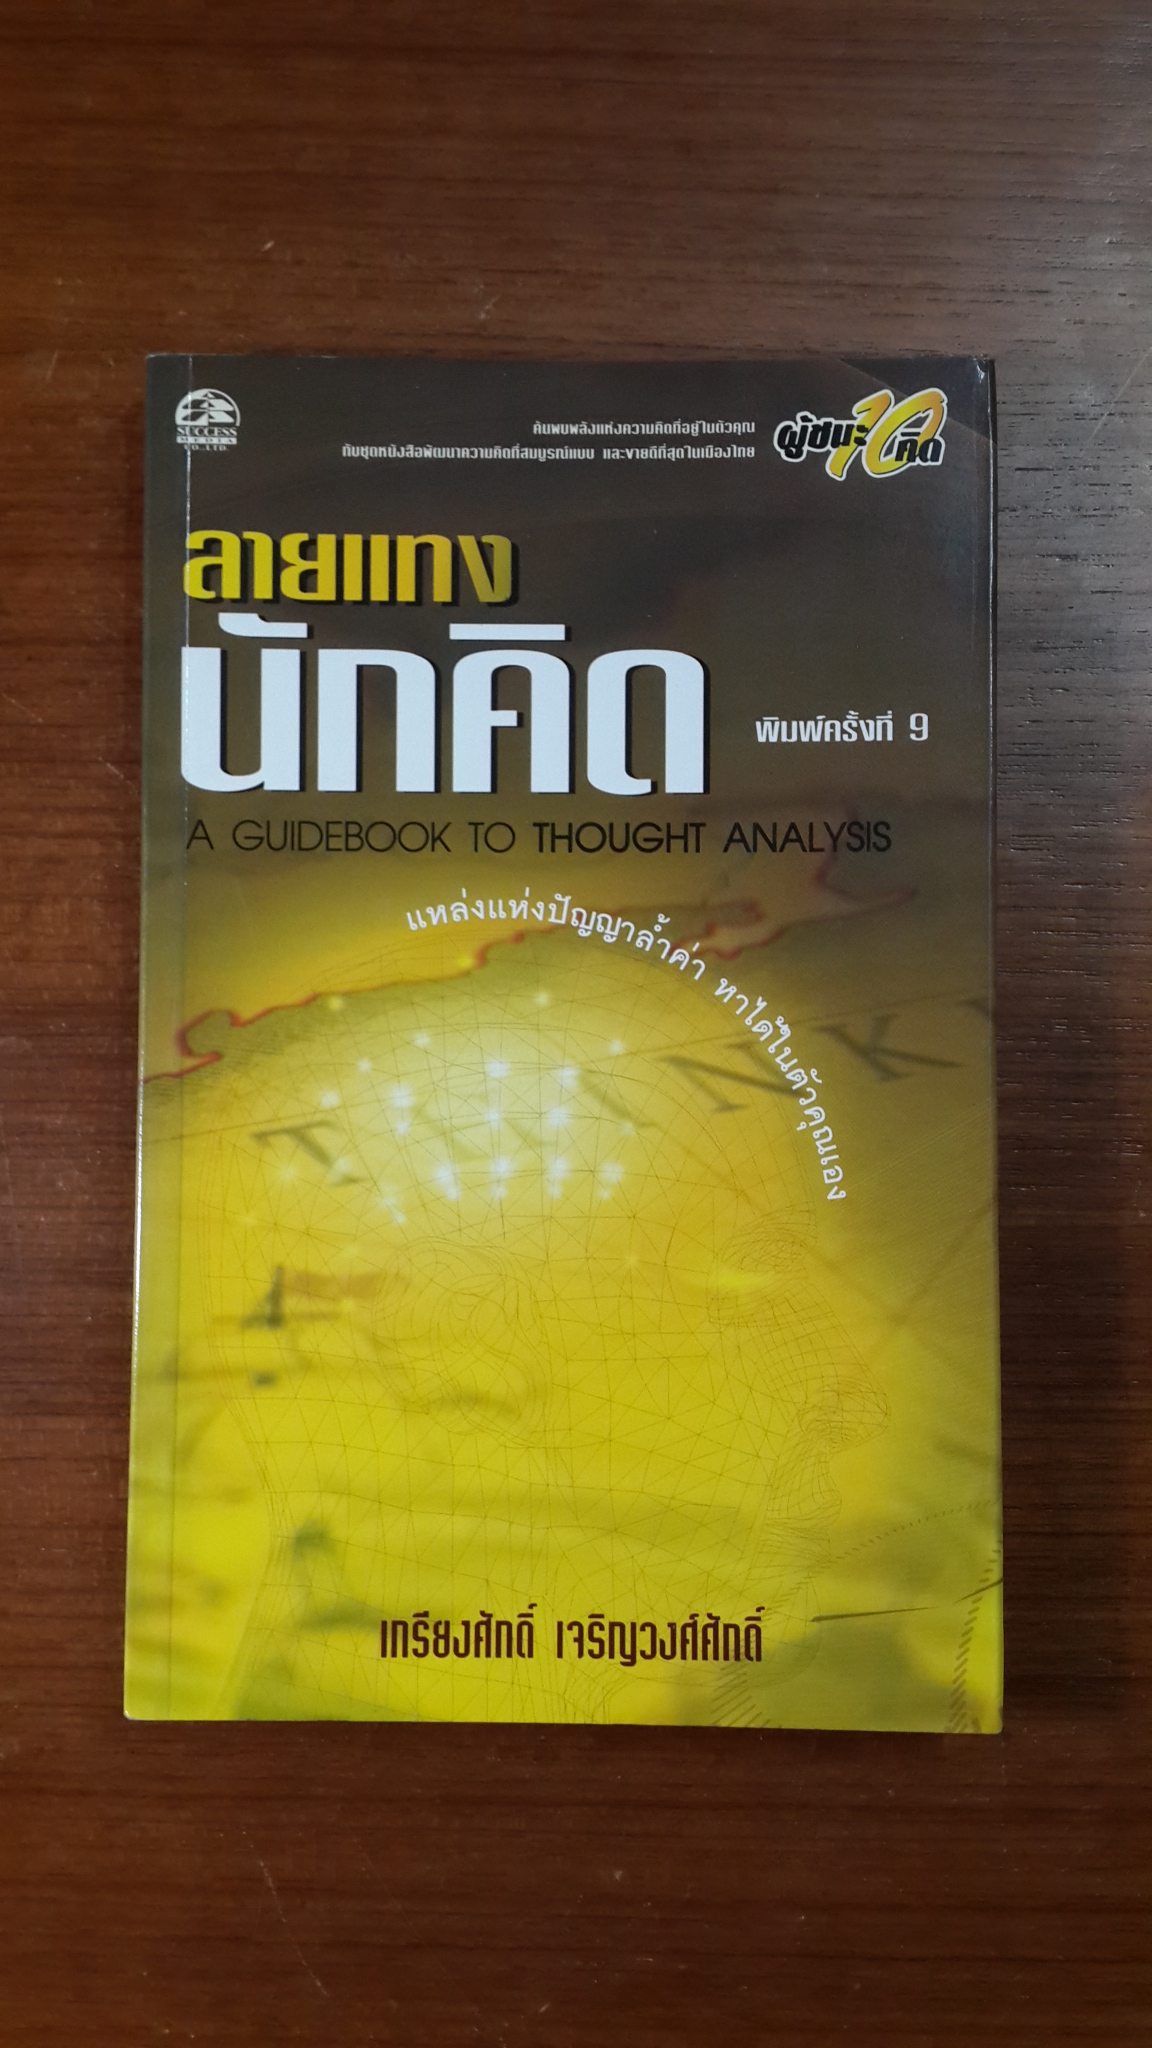 SUCCESS
MEDIA
CO.,LTD.
ค้นพบพลังแห่งความคิดที่อยู่ในตัวคุณ
กับชุดหนังสือพัฒนาความคิดที่สมบูรณ์แบบ และขายดีที่สุดในเมืองไทย
ผู้ชนะ 10 คิด
ลายแทง
นักคิด
พิมพ์ครั้งที่ 9
A GUIDEBOOK TO THOUGHT ANALYSIS
แหล่งแห่งปัญญาล้ำค่า หาได้ในตัวคุณเอง
เกรียงศักดิ์ เจริญวงศ์ศักดิ์